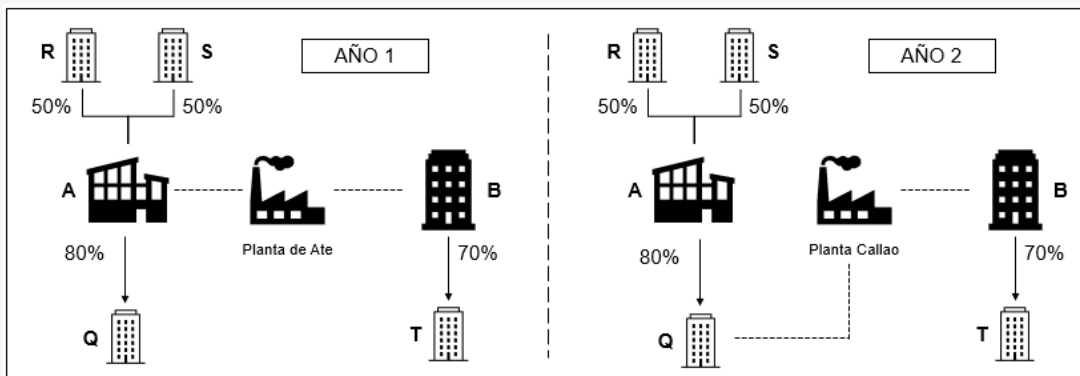 R
S
AÑO 1
50%
50%
A
B
Planta de Ate
80%
70%
Q
T
R
S
AÑO 2
50%
50%
A
B
Planta Callao
80%
70%
Q
T